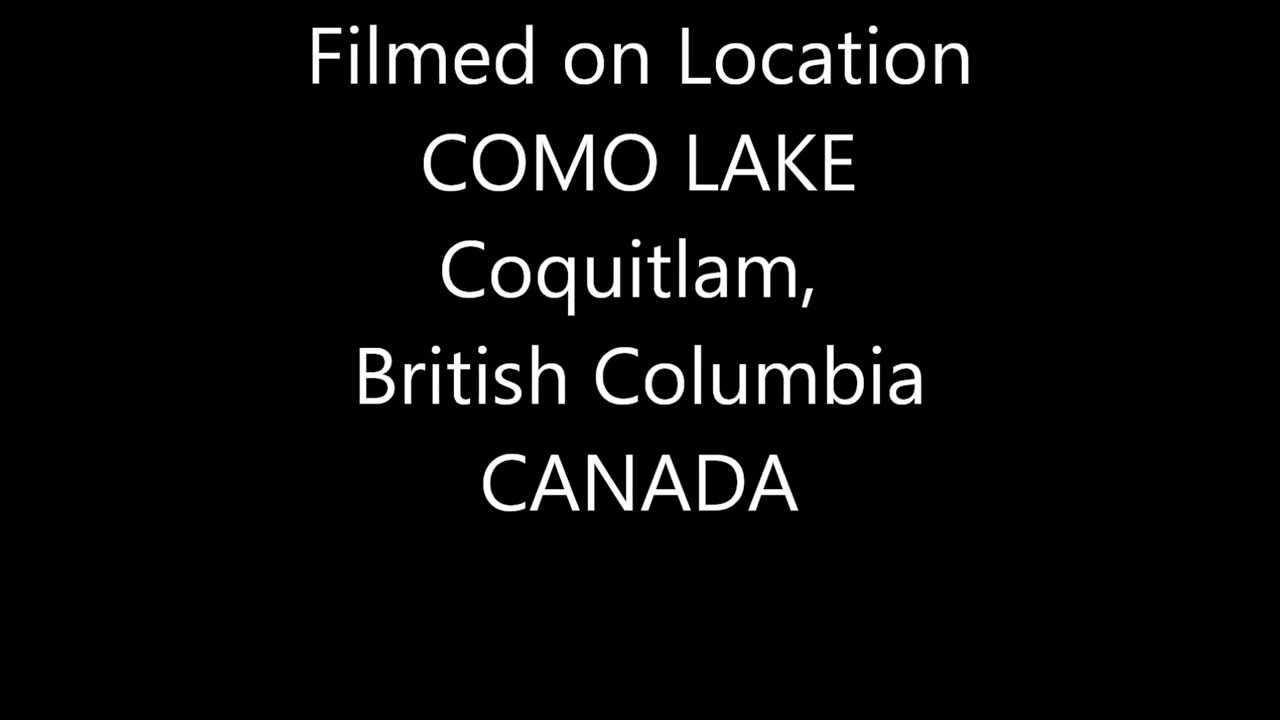 Filmed on Location
COMO LAKE
Coquitlam,
British Columbia
CANADA